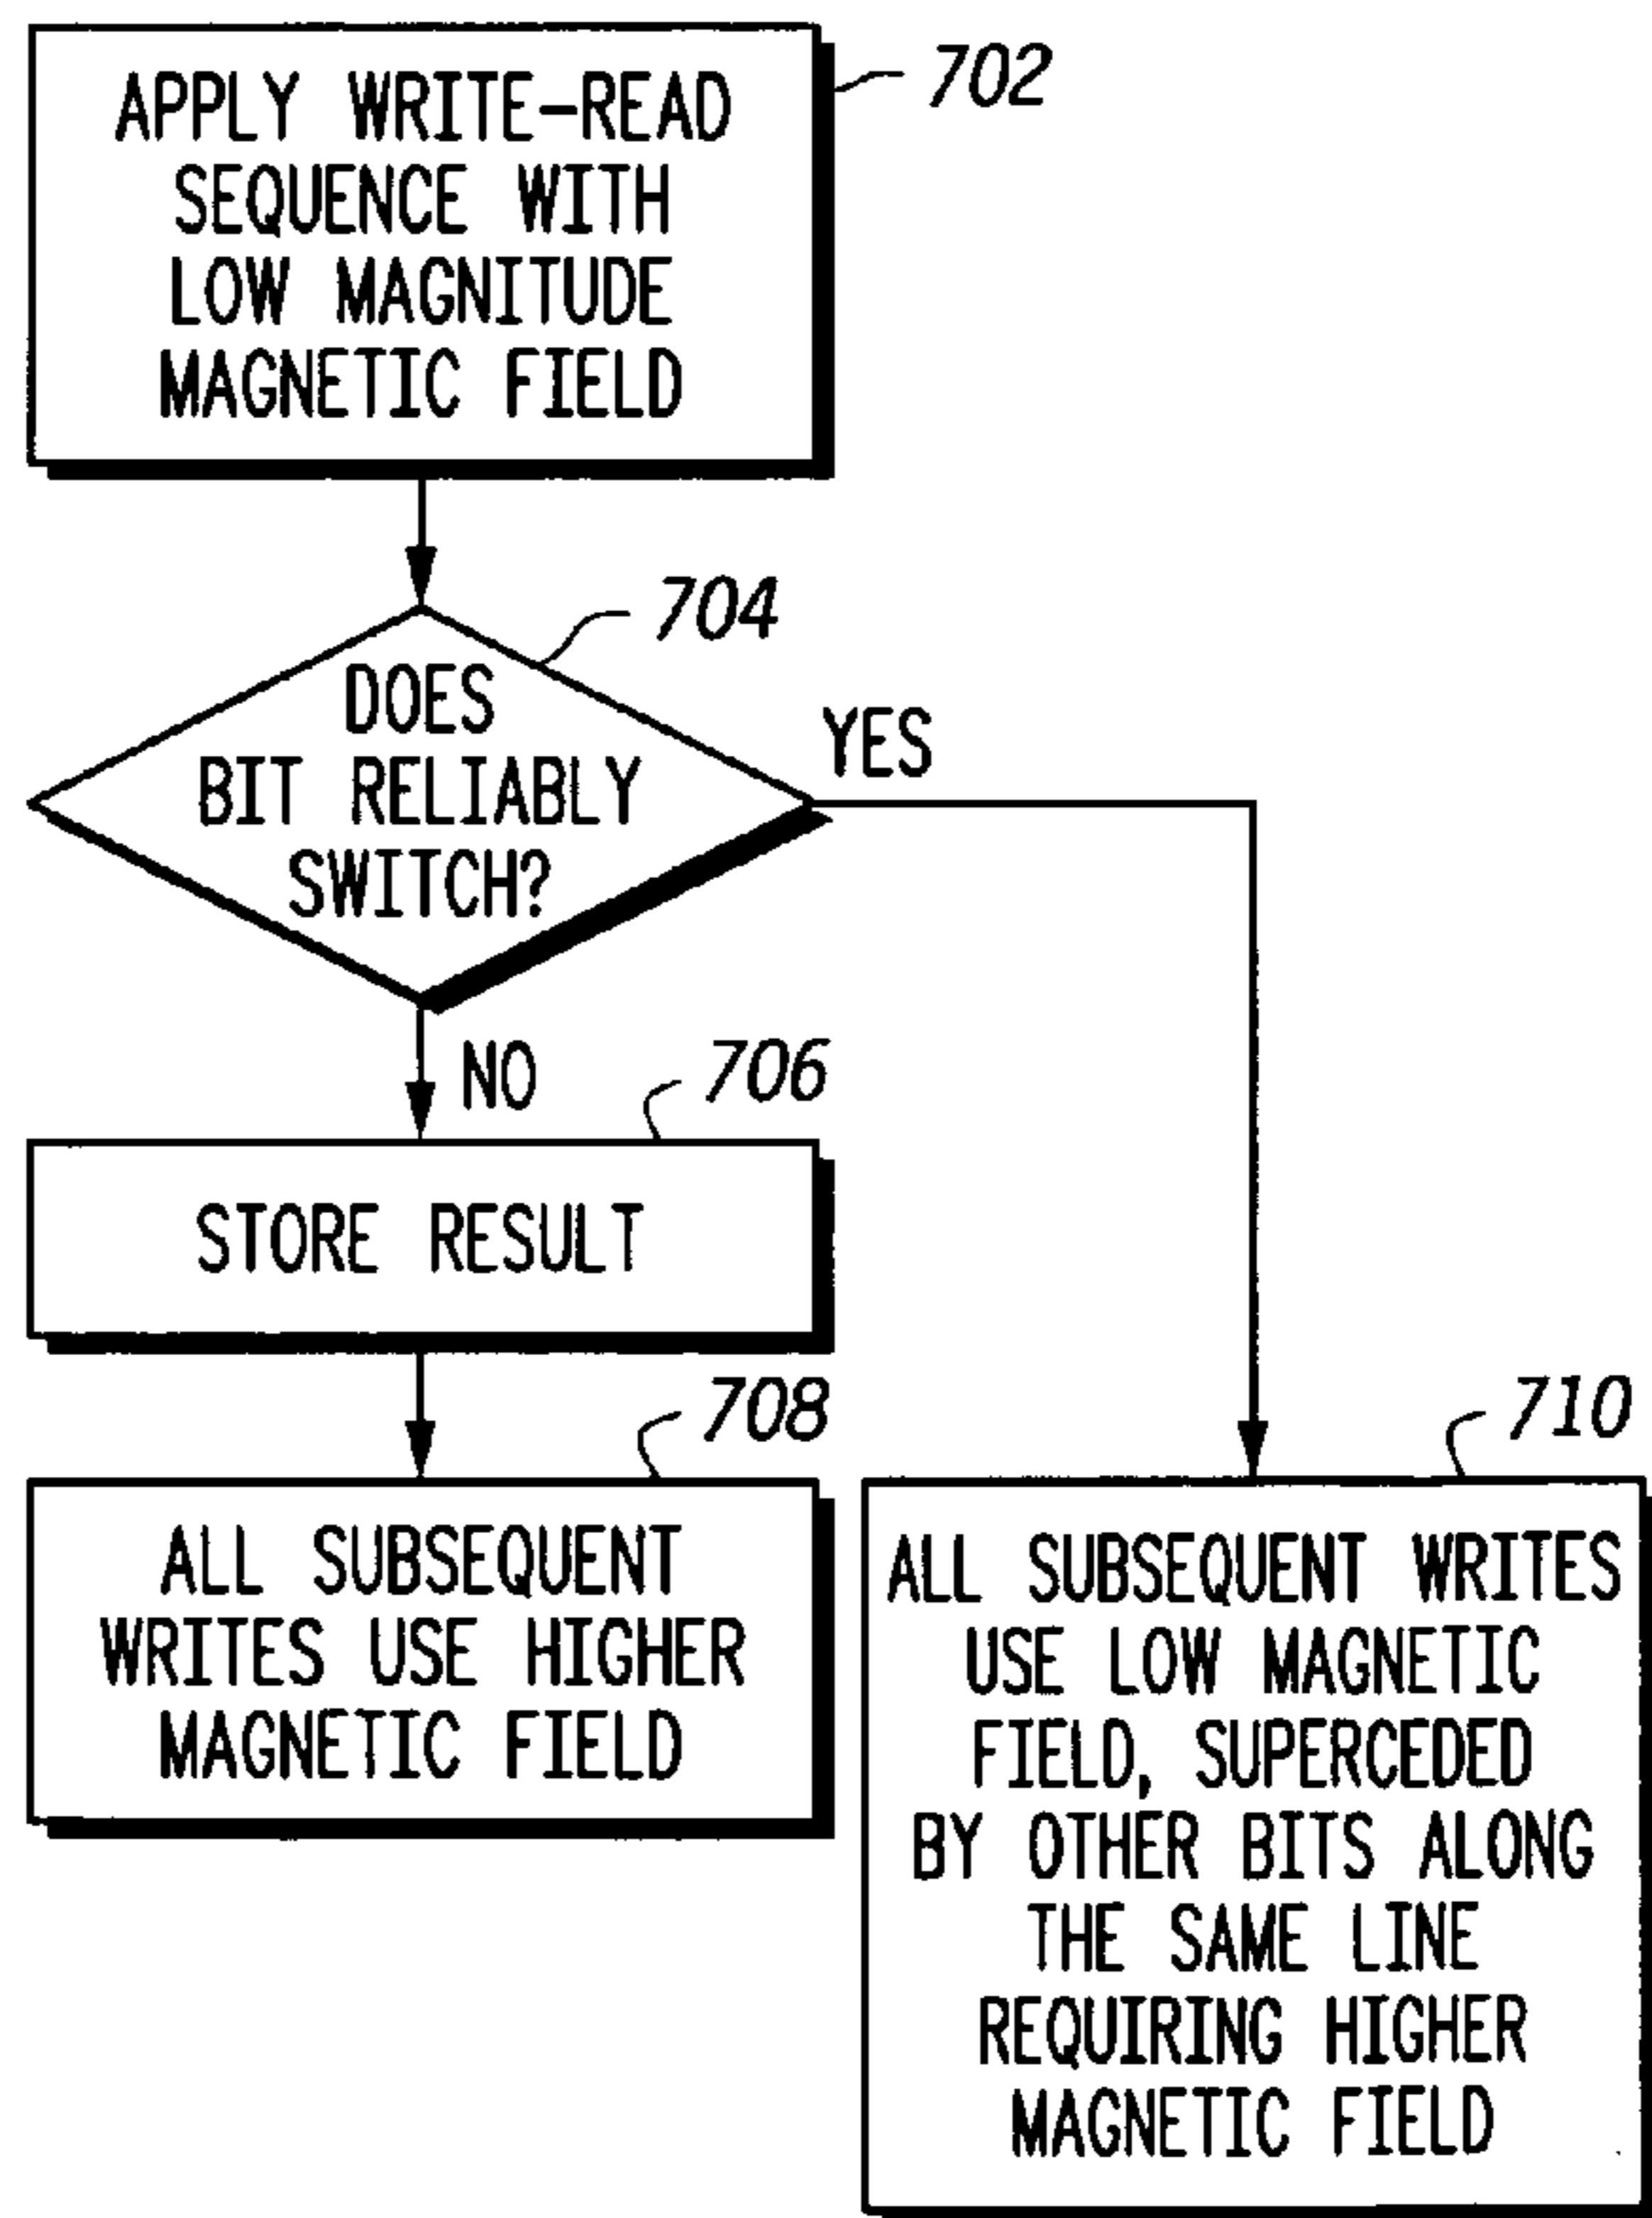 APPLY WRITE-READ
SEQUENCE WITH
LOW MAGNITUDE
MAGNETIC FIELD
702
DOES
BIT RELIABLY
SWITCH?
704
YES
NO
706
STORE RESULT
708
ALL SUBSEQUENT
WRITES USE HIGHER
MAGNETIC FIELD
710
ALL SUBSEQUENT WRITES
USE LOW MAGNETIC
FIELD, SUPERCEDED
BY OTHER BITS ALONG
THE SAME LINE
REQUIRING HIGHER
MAGNETIC FIELD